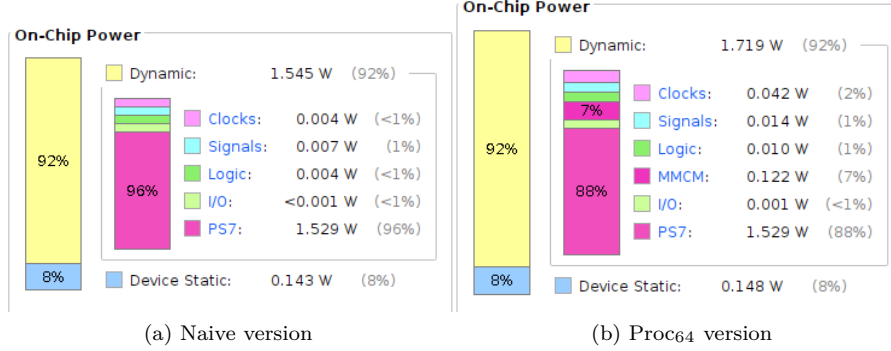 On-Chip Power
Dynamic: 1.545 W (92%)
92%
96%
Clocks: 0.004 W (<1%)
Signals: 0.007 W (1%)
Logic: 0.004 W (<1%)
I/O: <0.001 W (<1%)
PS7: 1.529 W (96%)
8%
Device Static: 0.143 W (8%)
(a) Naive version
On-Chip Power
Dynamic: 1.719 W (92%)
92%
7%
88%
Clocks: 0.042 W (2%)
Signals: 0.014 W (1%)
Logic: 0.010 W (1%)
MMCM: 0.122 W (7%)
I/O: 0.001 W (<1%)
PS7: 1.529 W (88%)
8%
Device Static: 0.148 W (8%)
(b) Proc64 version